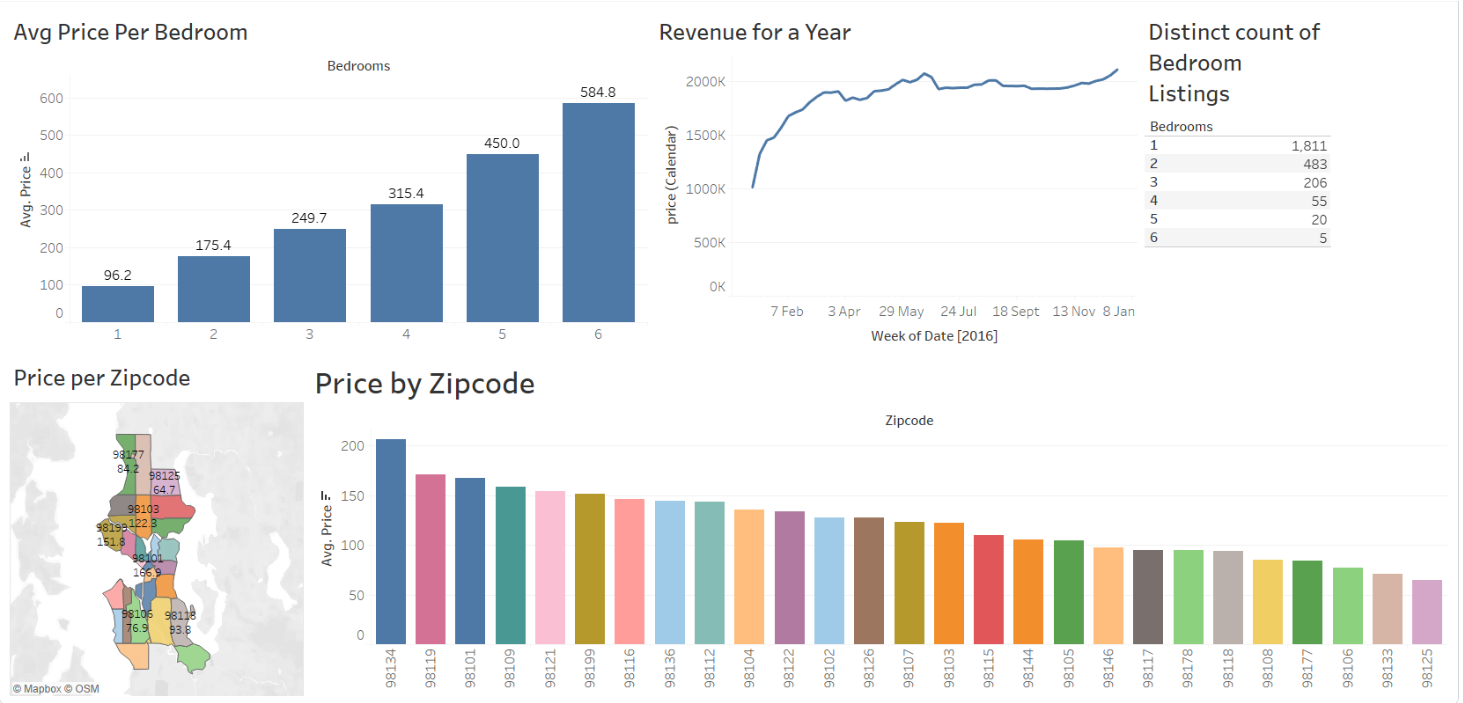 Avg Price Per Bedroom
Bedrooms
Avg. Price
600
500
400
300
200
100
0
96.2
175.4
249.7
315.4
450.0
584.8
1
2
3
4
5
6
Revenue for a Year
price (Calendar)
2000K
1500K
1000K
500K
0K
7 Feb
3 Apr
29 May
24 Jul
18 Sept
13 Nov
8 Jan
Week of Date [2016]
Distinct count of
Bedroom
Listings
Bedrooms
1 1,811
2 483
3 206
4 55
5 20
6 5
Price per Zipcode
98177
84.2
98125
64.7
98103
122.3
98199
151.8
98101
166.9
98106
76.9
98118
93.8
© Mapbox © OSM
Price by Zipcode
Zipcode
Avg. Price
200
150
100
50
0
98134
98119
98101
98109
98121
98199
98116
98136
98112
98104
98122
98102
98126
98107
98103
98115
98144
98105
98146
98117
98178
98118
98108
98177
98106
98133
98125